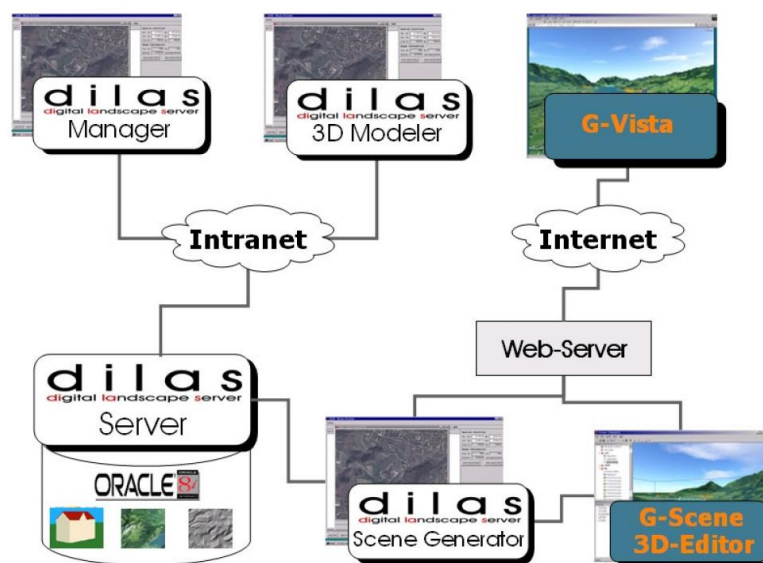 dilas
digital landscape server
Manager
dilas
digital landscape server
3D Modeler
G-Vista
Intranet
Internet
Web-Server
dilas
digital landscape server
Server
ORACLE 8i
dilas
digital landscape server
Scene Generator
G-Scene
3D-Editor